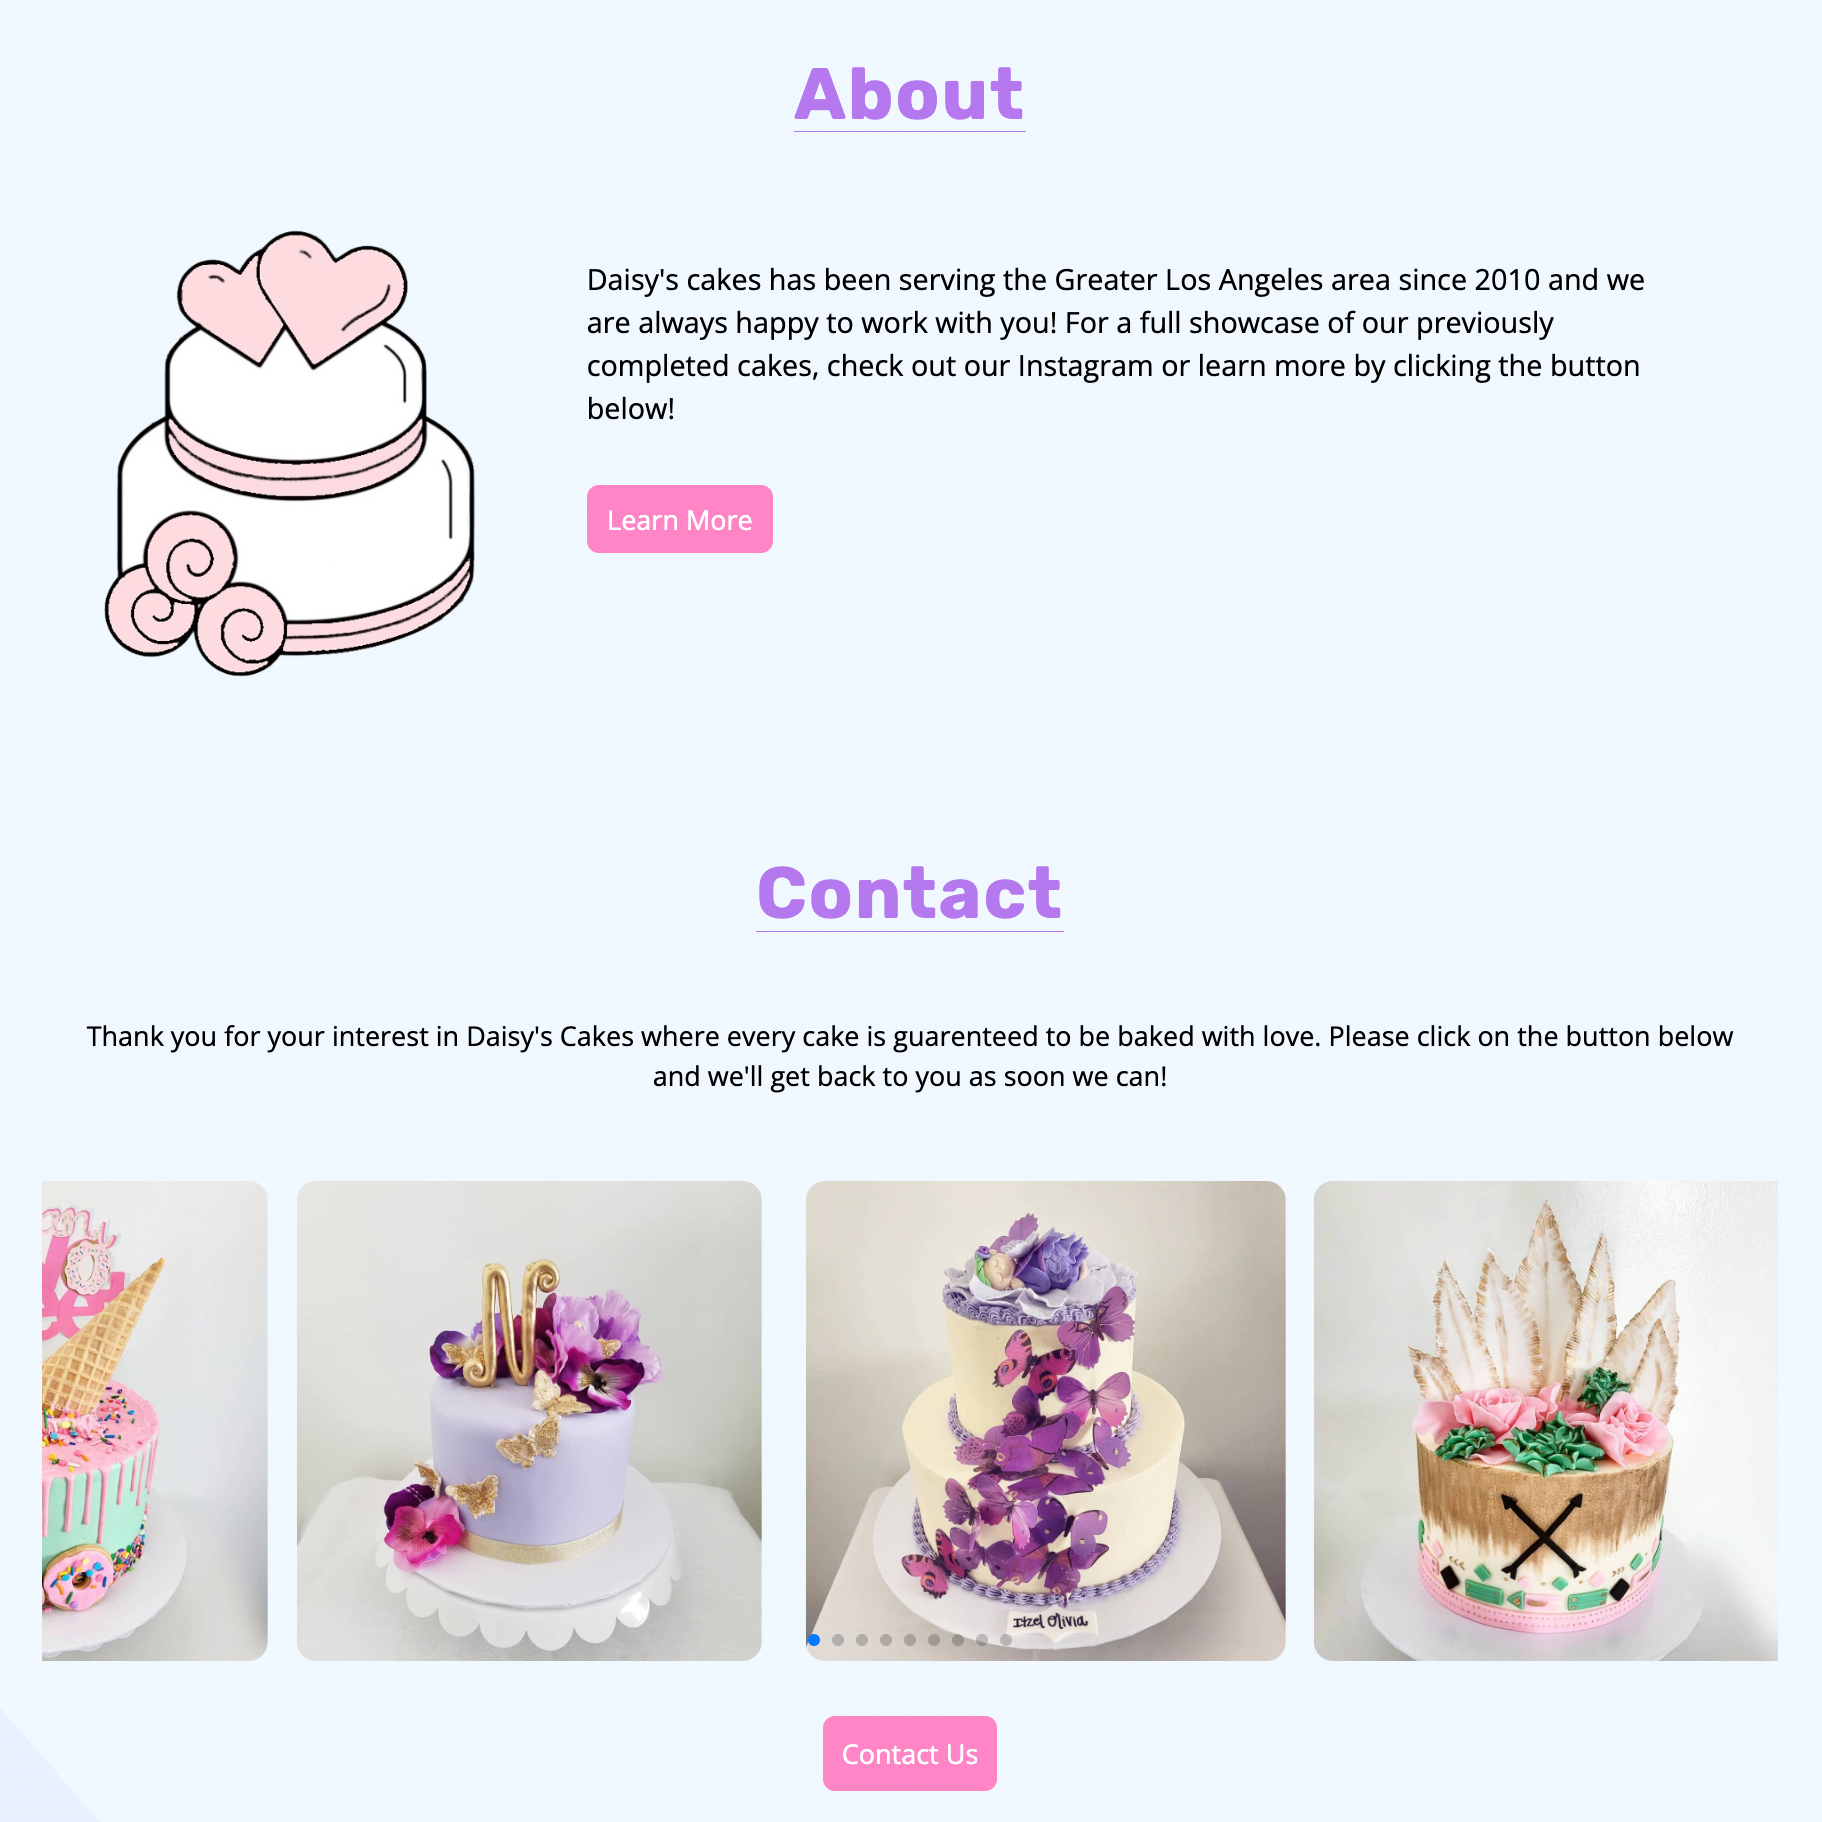 About
Daisy's cakes has been serving the Greater Los Angeles area since 2010 and we
are always happy to work with you! For a full showcase of our previously
completed cakes, check out our Instagram or learn more by clicking the button
below!
Learn More
Contact
Thank you for your interest in Daisy's Cakes where every cake is guarenteed to be baked with love. Please click on the button below
and we'll get back to you as soon we can!
N
Itzel Olivia
Contact Us